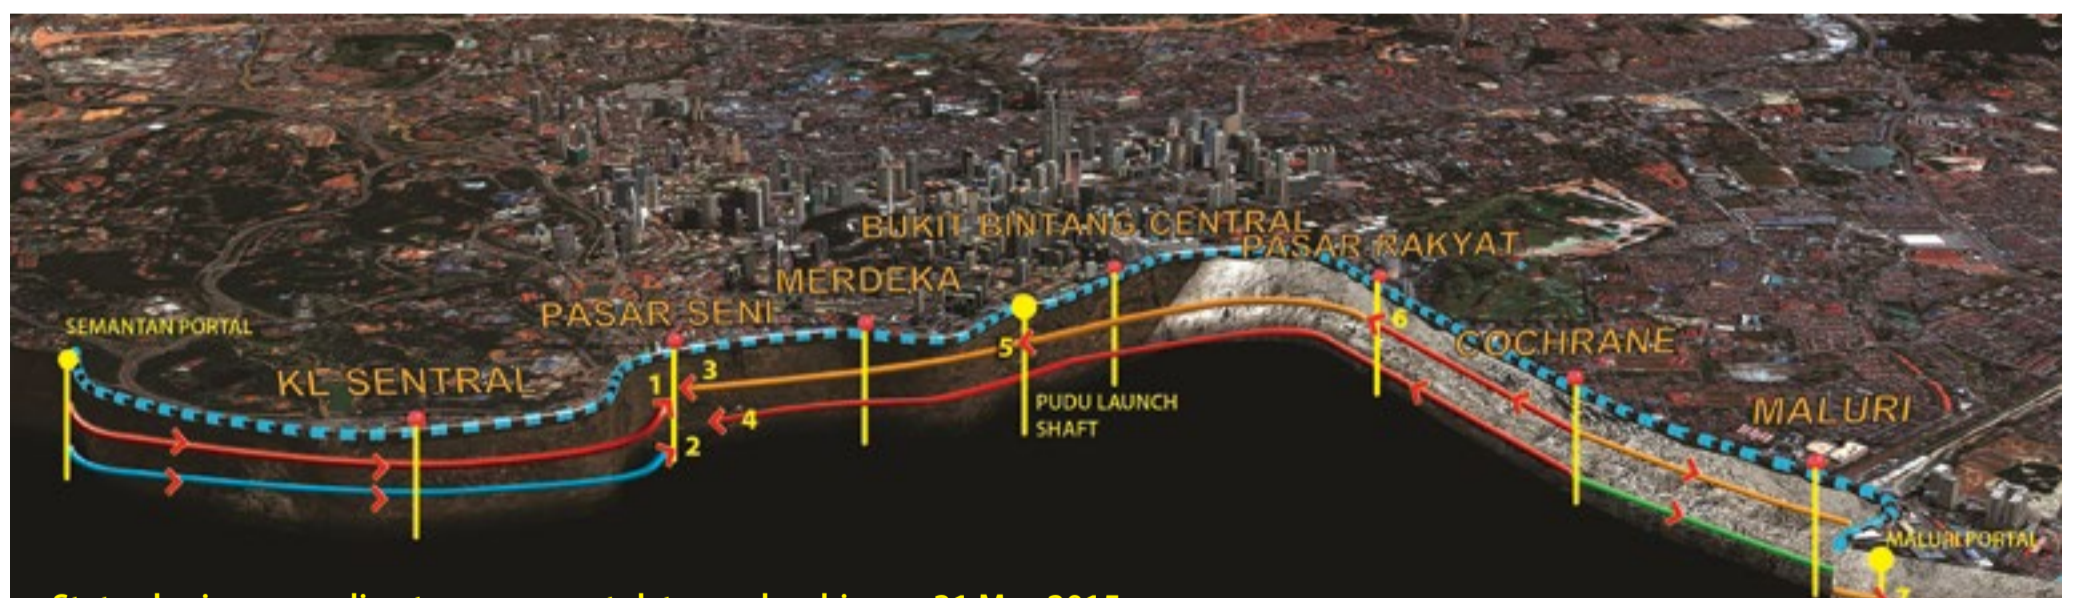 BUKIT BINTANG CENTRAL
PASAR RAKYAT
MERDEKA
PASAR SENI
SEMANTAN PORTAL
6
COCHRANE
5
3
KL SENTRAL
1
PUDU LAUNCH
SHAFT
4
MALURI
2
MALURI PORTAL
7